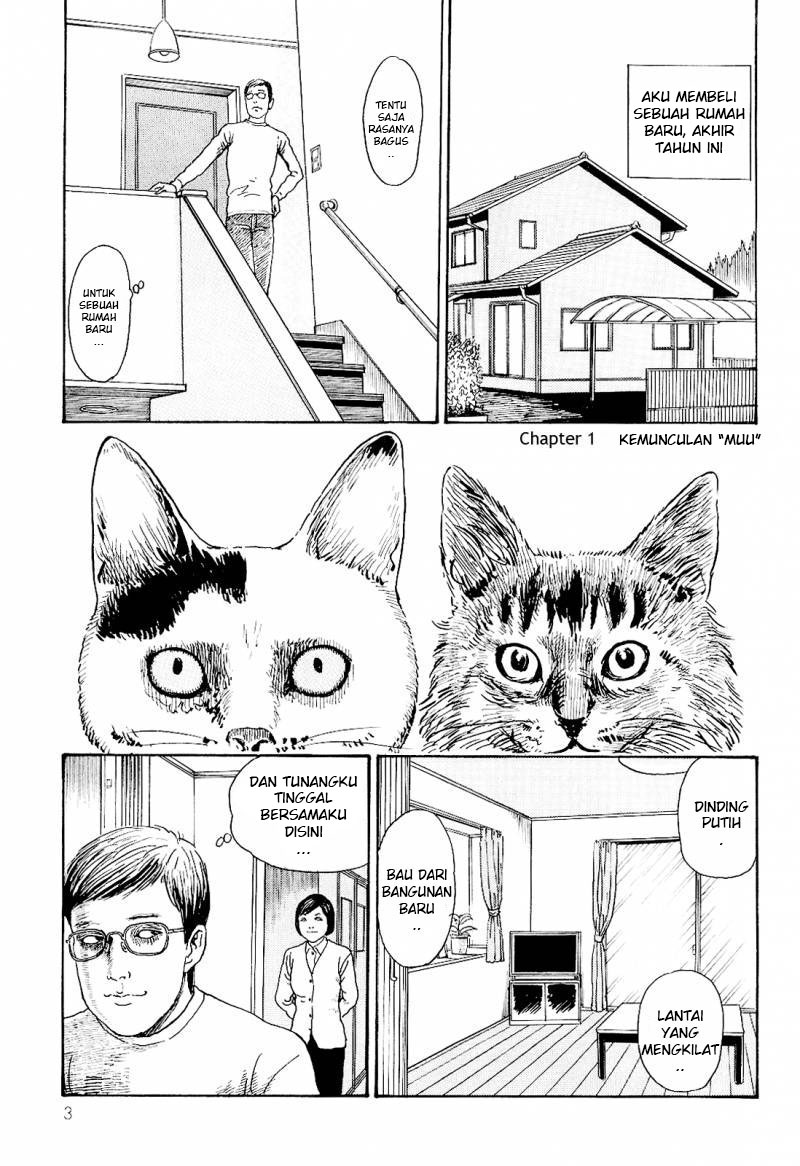 AKU MEMBELI
SEBUAH RUMAH
BARU, AKHIR
TAHUN INI
TENTU
SAJA
RASANYA
BAGUS
..
UNTUK
SEBUAH
RUMAH
BARU
...
Chapter 1 KEMUNCULAN "MUU"
DINDING
PUTIH
.
BAU DARI
BANGUNAN
BARU
..
LANTAI
YANG
MENGKILAT
..
DAN TUNANGKU
TINGGAL
BERSAMAKU
DISINI
...
3